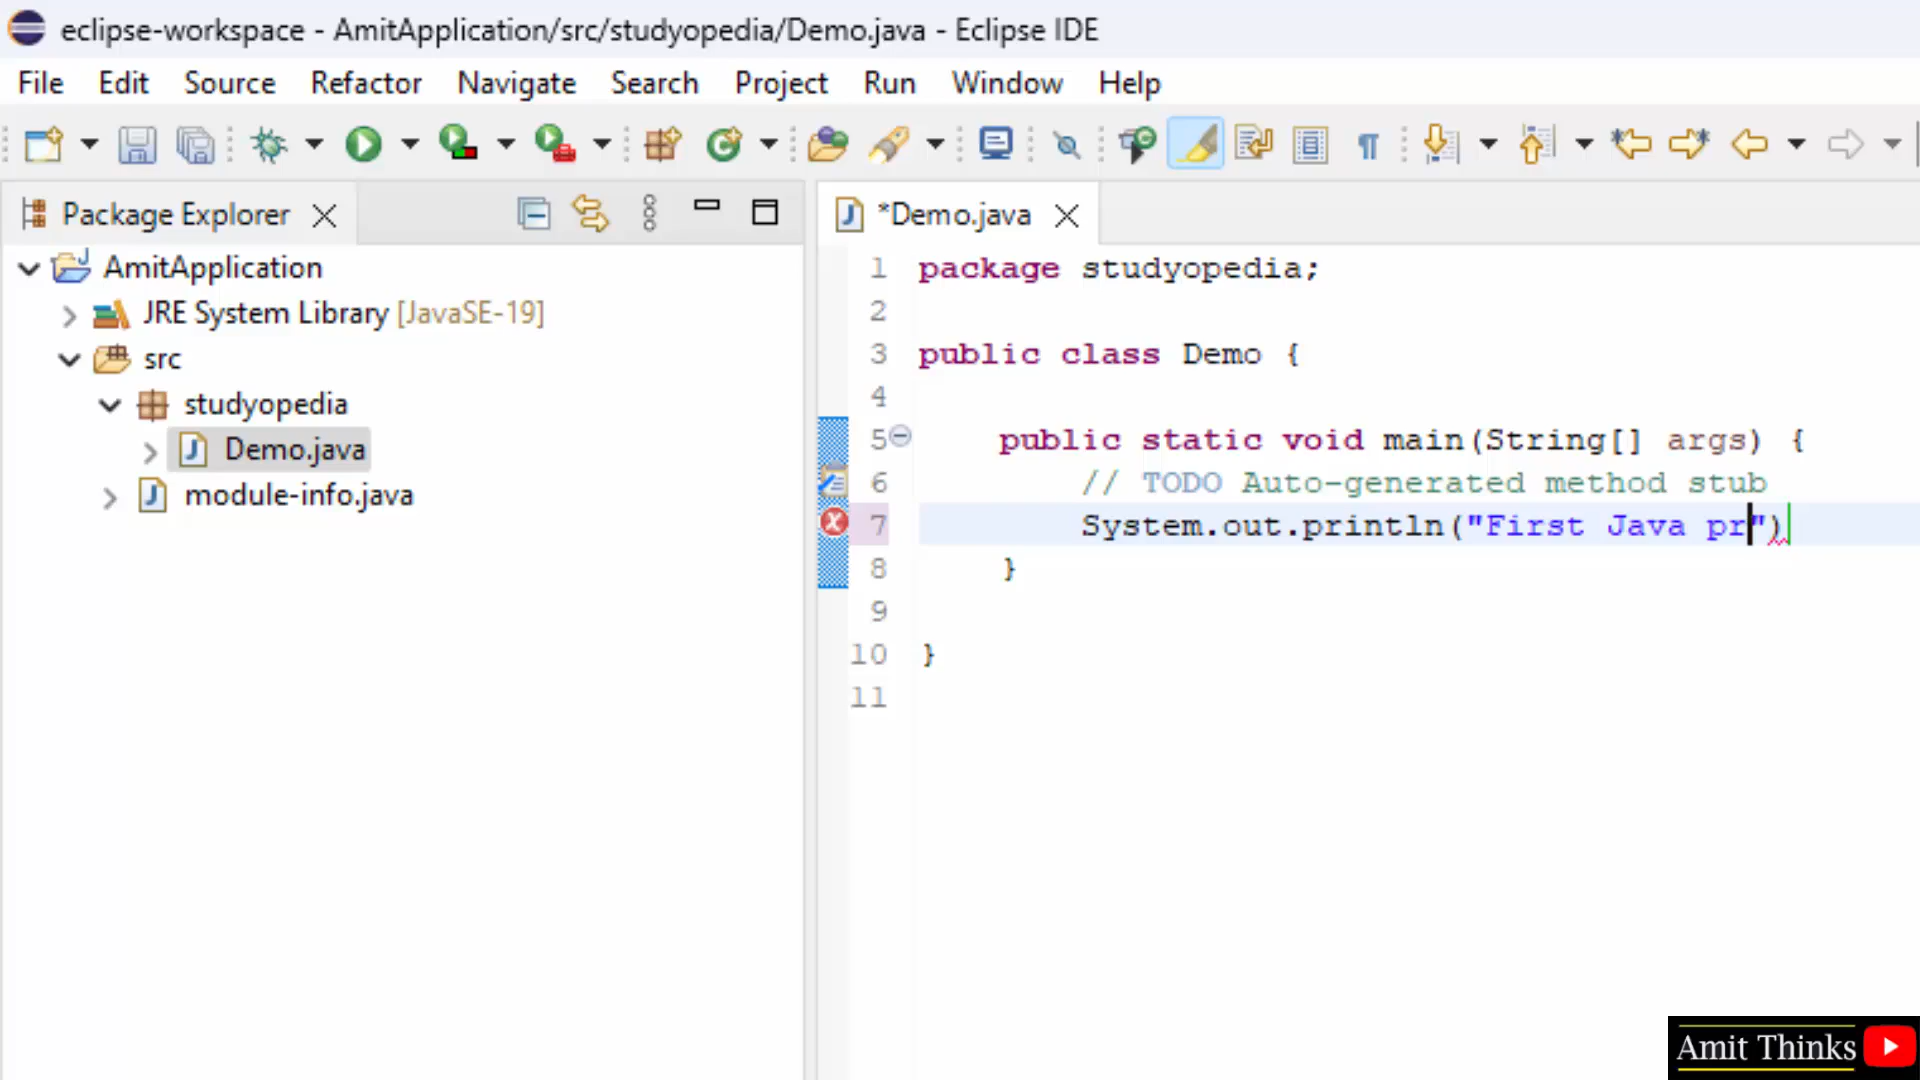 eclipse-workspace - AmitApplication/src/studyopedia/Demo.java - Eclipse IDE
File Edit Source Refactor Navigate Search Project Run Window Help
Package Explorer
AmitApplication
JRE System Library [JavaSE-19]
src
studyopedia
Demo.java
module-info.java
*Demo.java
1 package studyopedia;
2
3 public class Demo {
4
5 public static void main(String[] args) {
6 // TODO Auto-generated method stub
7 System.out.println("First Java pr")
8 }
9
10 }
11
Amit Thinks